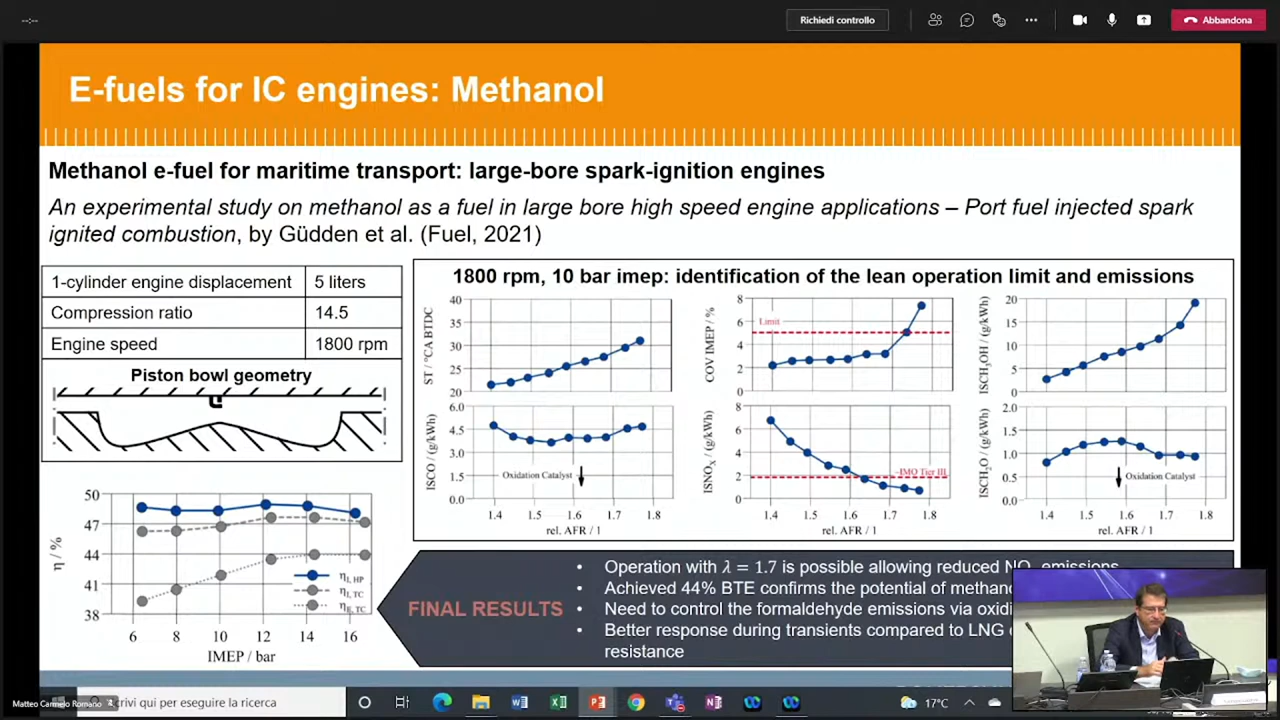 --:--
Richiedi controllo
Abbandona
E-fuels for IC engines: Methanol
Methanol e-fuel for maritime transport: large-bore spark-ignition engines
An experimental study on methanol as a fuel in large bore high speed engine applications – Port fuel injected spark
ignited combustion, by Güdden et al. (Fuel, 2021)
1-cylinder engine displacement 5 liters
Compression ratio 14.5
Engine speed 1800 rpm
Piston bowl geometry
1800 rpm, 10 bar imep: identification of the lean operation limit and emissions
ST / °CA BTDC
40
35
30
25
20
COV IMEP / %
8
6
4
2
0
Limit
ISCH3OH / (g/kWh)
20
15
10
5
0
ISCO / (g/kWh)
6.0
4.5
3.0
1.5
0.0
Oxidation Catalyst
1.4 1.5 1.6 1.7 1.8
rel. AFR / 1
ISNOX / (g/kWh)
8
6
4
2
0
~IMO Tier III
1.4 1.5 1.6 1.7 1.8
rel. AFR / 1
ISCH2O / (g/kWh)
2.0
1.5
1.0
0.5
0.0
Oxidation Catalyst
1.4 1.5 1.6 1.7 1.8
rel. AFR / 1
η / %
50
47
44
41
38
ηI, HP
ηI, TC
ηE, TC
6 8 10 12 14 16
IMEP / bar
FINAL RESULTS
• Operation with λ = 1.7 is possible allowing reduced NO emissions
• Achieved 44% BTE confirms the potential of
• Need to control the formaldehyde emissions via
• Better response during transients compared to LNG
resistance
Matteo Carmelo Romano
crivi qui per eseguire la ricerca
17°C